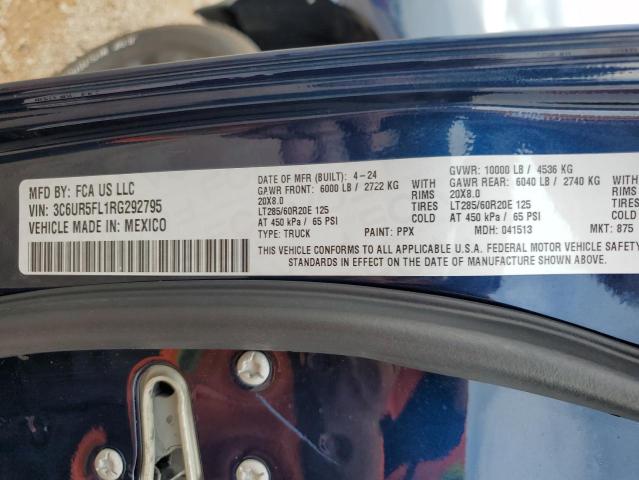 MFD BY: FCA US LLC
VIN: 3C6UR5FL1RG292795
VEHICLE MADE IN: MEXICO
DATE OF MFR (BUILT): 4-24
GAWR FRONT: 6000 LB / 2722 KG
20X8.0
LT285/60R20E 125
AT 450 kPa / 65 PSI
TYPE: TRUCK
WITH
RIMS
TIRES
COLD
PAINT: PPX
GVWR: 10000 LB / 4536 KG
GAWR REAR: 6040 LB / 2740 KG
20X8.0
LT285/60R20E 125
AT 450 kPa / 65 PSI
MDH: 041513
WITH
RIMS
TIRES
COLD
MKT: 875
THIS VEHICLE CONFORMS TO ALL APPLICABLE U.S.A. FEDERAL MOTOR VEHICLE SAFETY
STANDARDS IN EFFECT ON THE DATE OF MANUFACTURE SHOWN ABOVE.